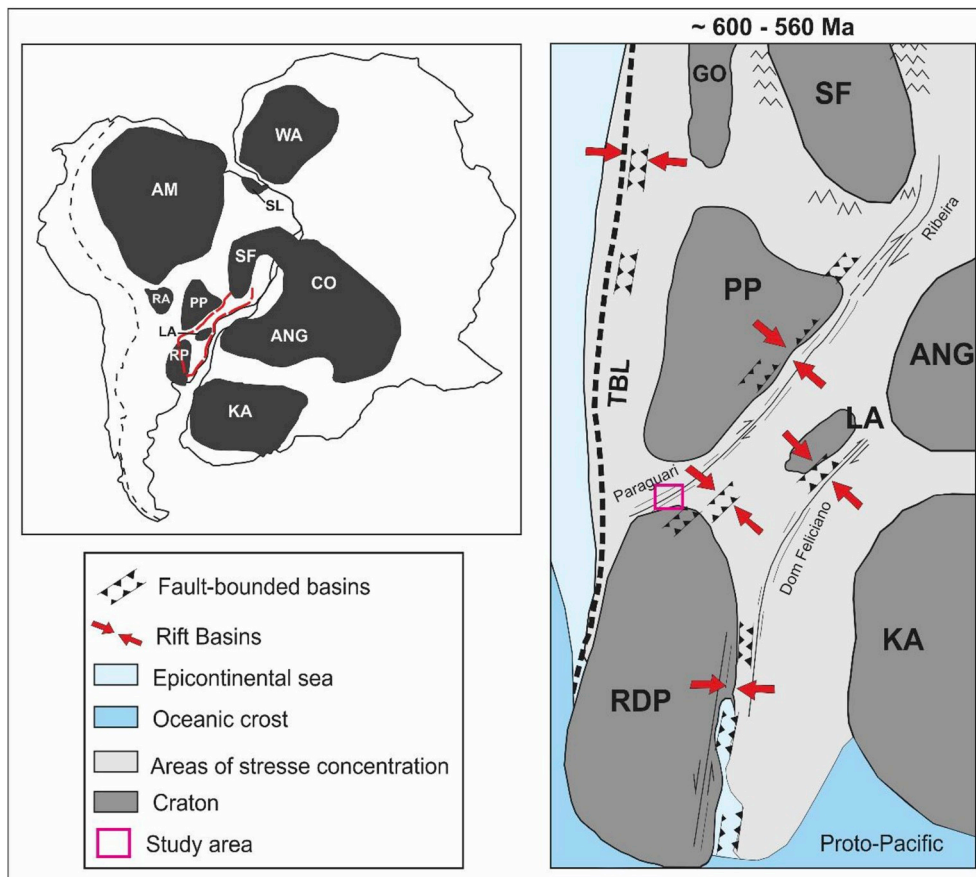 ~ 600 - 560 Ma
WA
AM
SL
SF
CO
RA
PP
LA
ANG
RP
KA
Fault-bounded basins
Rift Basins
Epicontinental sea
Oceanic crost
Areas of stresse concentration
Craton
Study area
GO
SF
Ribeira
PP
ANG
TBL
LA
Paraguari
Dom Feliciano
KA
RDP
Proto-Pacific